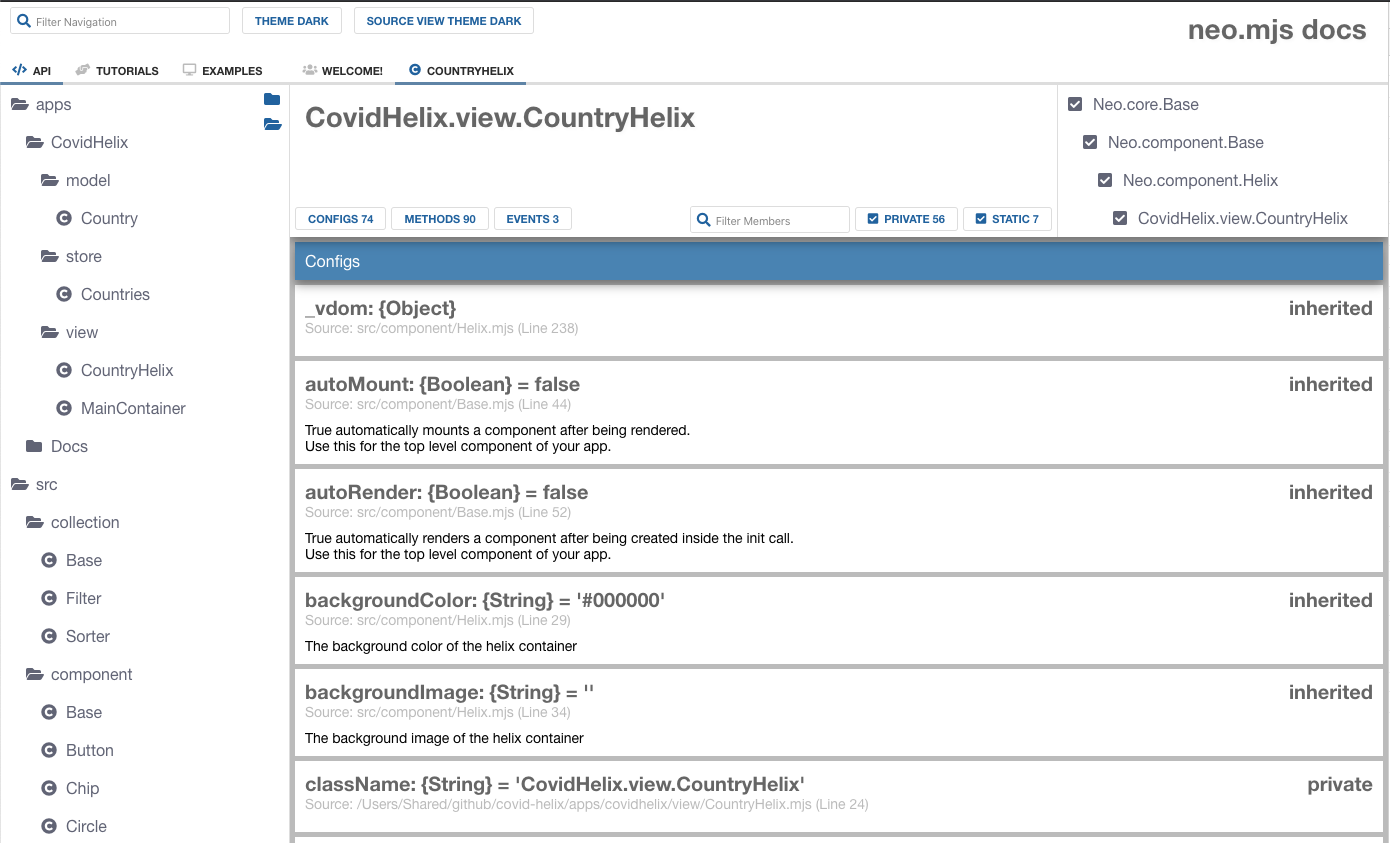 Filter Navigation
THEME DARK
SOURCE VIEW THEME DARK
neo.mjs docs
API
TUTORIALS
EXAMPLES
WELCOME!
COUNTRYHELIX
apps
CovidHelix
model
Country
store
Countries
view
CountryHelix
MainContainer
Docs
src
collection
Base
Filter
Sorter
component
Base
Button
Chip
Circle
CovidHelix.view.CountryHelix
CONFIGS 74
METHODS 90
EVENTS 3
Filter Members
PRIVATE 56
STATIC 7
Neo.core.Base
Neo.component.Base
Neo.component.Helix
CovidHelix.view.CountryHelix
Configs
_vdom: {Object} inherited
Source: src/component/Helix.mjs (Line 238)
autoMount: {Boolean} = false inherited
Source: src/component/Base.mjs (Line 44)
True automatically mounts a component after being rendered.
Use this for the top level component of your app.
autoRender: {Boolean} = false inherited
Source: src/component/Base.mjs (Line 52)
True automatically renders a component after being created inside the init call.
Use this for the top level component of your app.
backgroundColor: {String} = '#000000' inherited
Source: src/component/Helix.mjs (Line 29)
The background color of the helix container
backgroundImage: {String} = '' inherited
Source: src/component/Helix.mjs (Line 34)
The background image of the helix container
className: {String} = 'CovidHelix.view.CountryHelix' private
Source: /Users/Shared/github/covid-helix/apps/covidhelix/view/CountryHelix.mjs (Line 24)